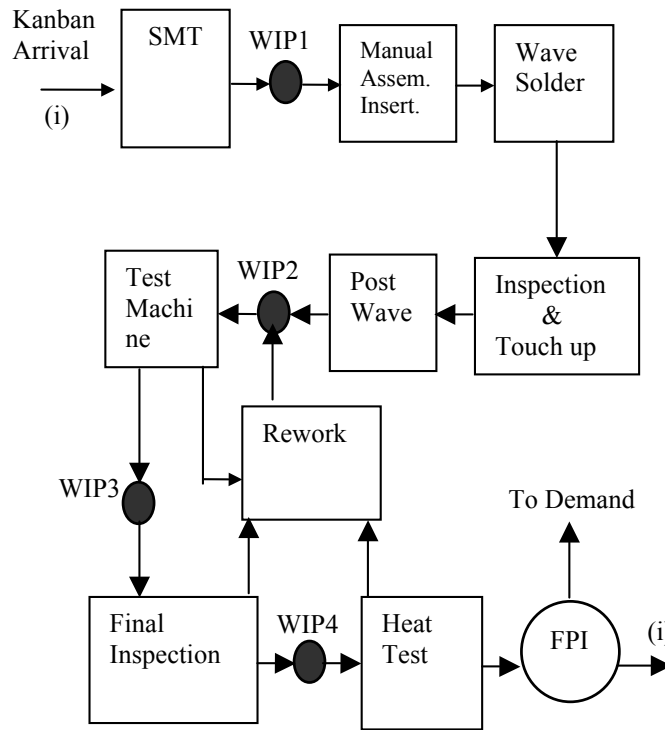 Kanban
Arrival
(i)
SMT
WIP1
Manual
Assem.
Insert.
Wave
Solder
Test
Machi
ne
WIP2
Post
Wave
Inspection
&
Touch up
Rework
WIP3
To Demand
Final
Inspection
WIP4
Heat
Test
FPI
(i)